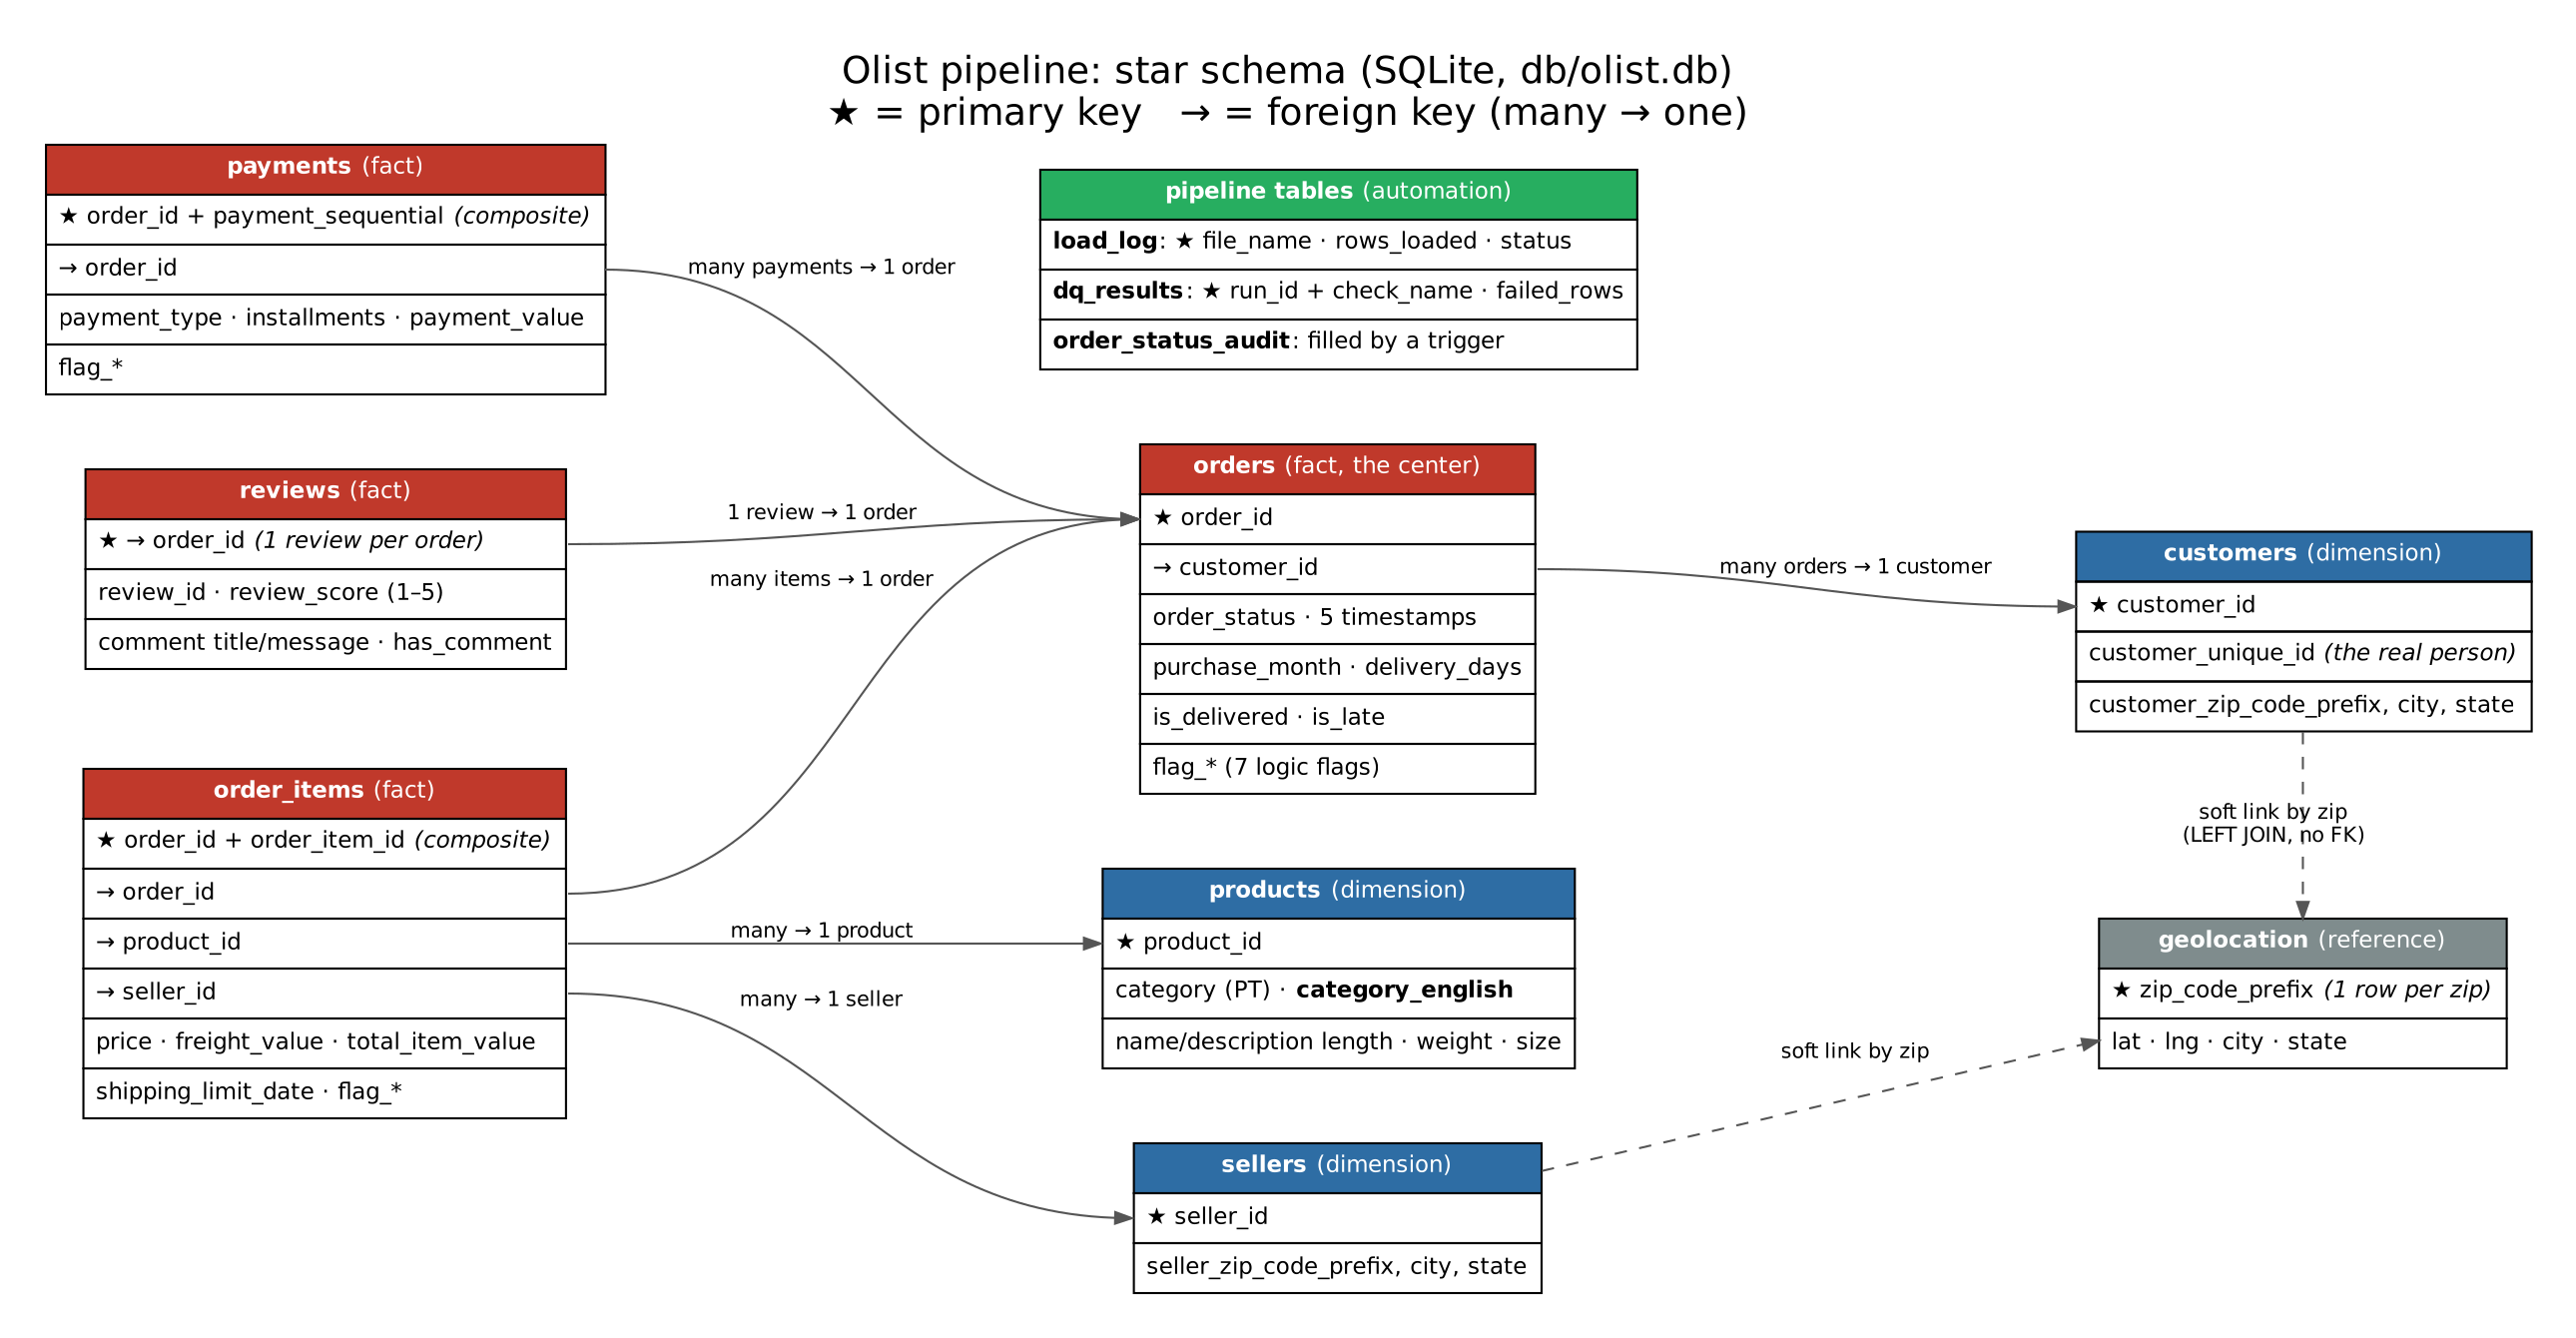 Olist pipeline: star schema (SQLite, db/olist.db)
★ = primary key → = foreign key (many → one)
payments (fact)
★ order_id + payment_sequential (composite)
→ order_id
payment_type · installments · payment_value
flag_*
many payments → 1 order
pipeline tables (automation)
load_log: ★ file_name · rows_loaded · status
dq_results: ★ run_id + check_name · failed_rows
order_status_audit: filled by a trigger
reviews (fact)
★ → order_id (1 review per order)
review_id · review_score (1–5)
comment title/message · has_comment
1 review → 1 order
many items → 1 order
orders (fact, the center)
★ order_id
→ customer_id
order_status · 5 timestamps
purchase_month · delivery_days
is_delivered · is_late
flag_* (7 logic flags)
many orders → 1 customer
customers (dimension)
★ customer_id
customer_unique_id (the real person)
customer_zip_code_prefix, city, state
soft link by zip
(LEFT JOIN, no FK)
order_items (fact)
★ order_id + order_item_id (composite)
→ order_id
→ product_id
→ seller_id
price · freight_value · total_item_value
shipping_limit_date · flag_*
many → 1 product
many → 1 seller
products (dimension)
★ product_id
category (PT) · category_english
name/description length · weight · size
geolocation (reference)
★ zip_code_prefix (1 row per zip)
lat · lng · city · state
soft link by zip
sellers (dimension)
★ seller_id
seller_zip_code_prefix, city, state